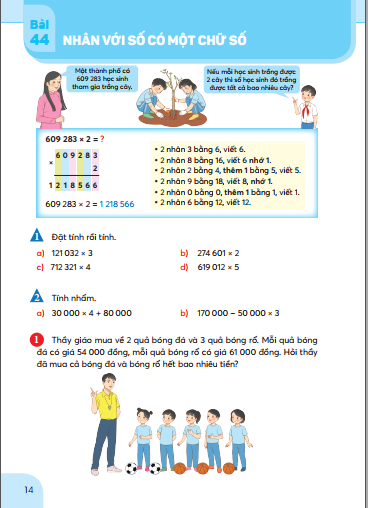 Bài
44
NHÂN VỚI SỐ CÓ MỘT CHỮ SỐ
Một thành phố có
609 283 học sinh
tham gia trồng cây.
Nếu mỗi học sinh trồng được
2 cây thì số học sinh đó trồng
được tất cả bao nhiêu cây?
609 283 × 2 = ?
609283
×
2
1218566
609 283 × 2 = 1 218 566
• 2 nhân 3 bằng 6, viết 6.
• 2 nhân 8 bằng 16, viết 6 nhớ 1.
• 2 nhân 2 bằng 4, thêm 1 bằng 5, viết 5.
• 2 nhân 9 bằng 18, viết 8, nhớ 1.
• 2 nhân 0 bằng 0, thêm 1 bằng 1, viết 1.
• 2 nhân 6 bằng 12, viết 12.
1 Đặt tính rồi tính.
a) 121 032 × 3
b) 274 601 × 2
c) 712 321 × 4
d) 619 012 × 5
2 Tính nhẩm.
a) 30 000 × 4 + 80 000
b) 170 000 – 50 000 × 3
1 Thầy giáo mua về 2 quả bóng đá và 3 quả bóng rổ. Mỗi quả bóng
đá có giá 54 000 đồng, mỗi quả bóng rổ có giá 61 000 đồng. Hỏi thầy
đã mua cả bóng đá và bóng rổ hết bao nhiêu tiền?
14